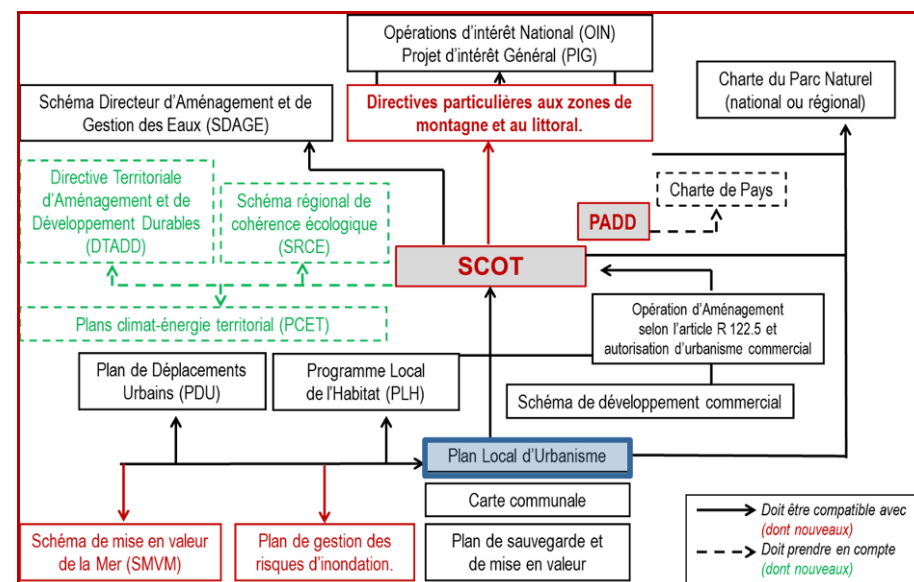 Opérations d'intérêt National (OIN)
Projet d'intérêt Général (PIG)
Charte du Parc Naturel
(national ou régional)
Schéma Directeur d'Aménagement et de
Gestion des Eaux (SDAGE)
Directives particulières aux zones de
montagne et au littoral.
Directive Territoriale
d'Aménagement et de
Développement Durables
(DTADD)
Schéma régional de
cohérence écologique
(SRCE)
Charte de Pays
PADD
SCOT
Plans climat-énergie territorial (PCET)
Opération d'Aménagement
selon l'article R 122.5 et
autorisation d'urbanisme commercial
Plan de Déplacements
Urbains (PDU)
Programme Local
de l'Habitat (PLH)
Schéma de développement commercial
Plan Local d'Urbanisme
Carte communale
Plan de sauvegarde et
de mise en valeur
Schéma de mise en valeur
de la Mer (SMVM)
Plan de gestion des
risques d'inondation.
Doit être compatible avec
(dont nouveaux)
Doit prendre en compte
(dont nouveaux)